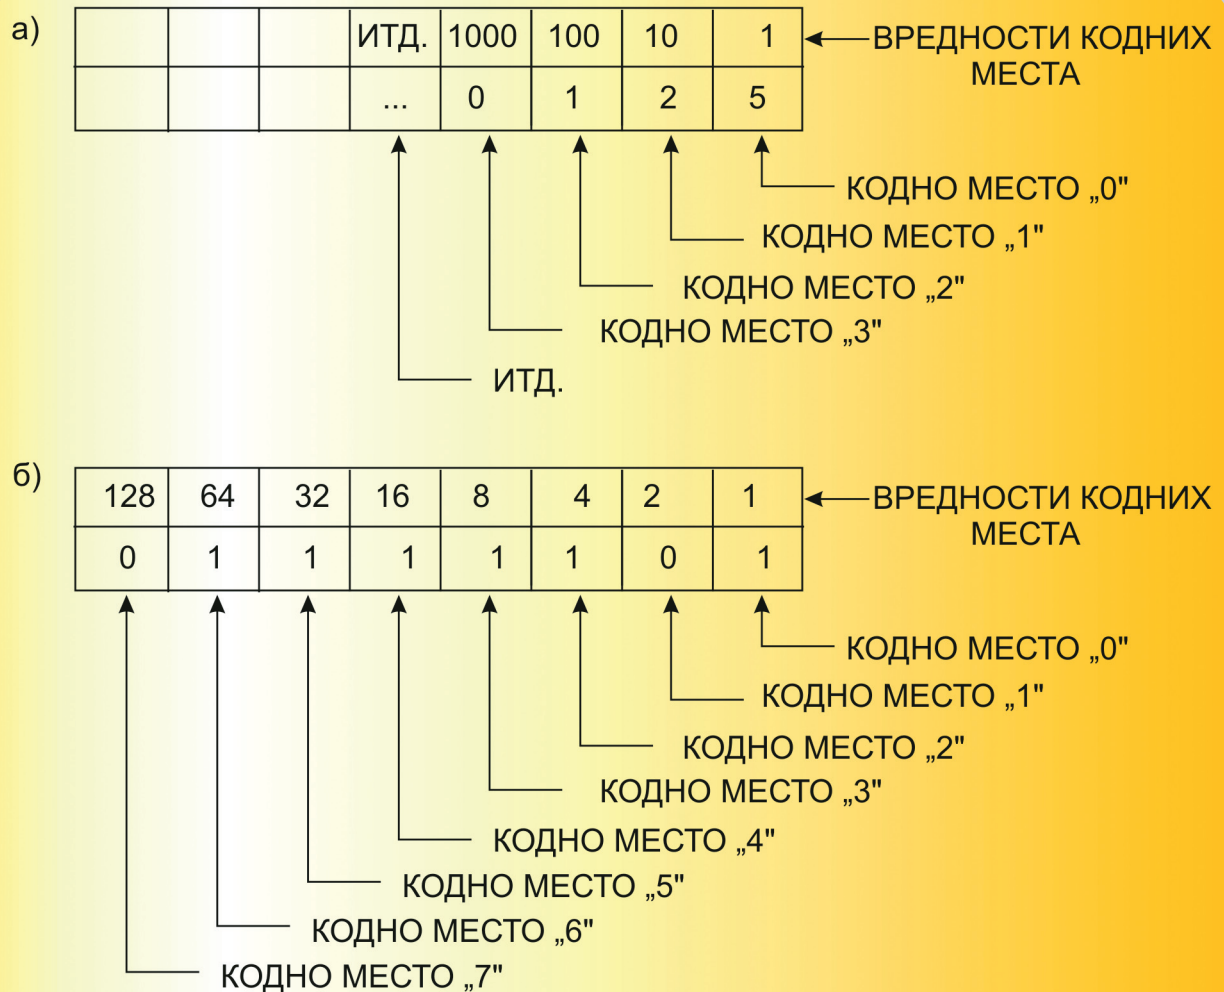 а)
ИТД. 1000 100 10 1 ВРЕДНОСТИ КОДНИХ
МЕСТА
... 0 1 2 5
КОДНО МЕСТО „0"
КОДНО МЕСТО „1"
КОДНО МЕСТО „2"
КОДНО МЕСТО „3"
ИТД.
б)
128 64 32 16 8 4 2 1 ВРЕДНОСТИ КОДНИХ
МЕСТА
0 1 1 1 1 1 0 1
КОДНО МЕСТО „0"
КОДНО МЕСТО „1"
КОДНО МЕСТО „2"
КОДНО МЕСТО „3"
КОДНО МЕСТО „4"
КОДНО МЕСТО „5"
КОДНО МЕСТО „6"
КОДНО МЕСТО „7"